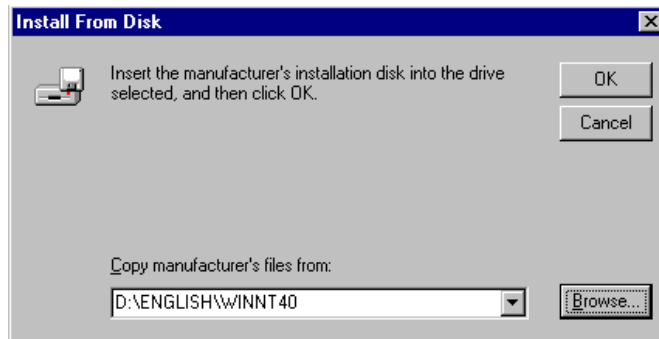 Install From Disk
Insert the manufacturer's installation disk into the drive
selected, and then click OK.
OK
Cancel
Copy manufacturer's files from:
D:\ENGLISH\WINNT40
Browse...